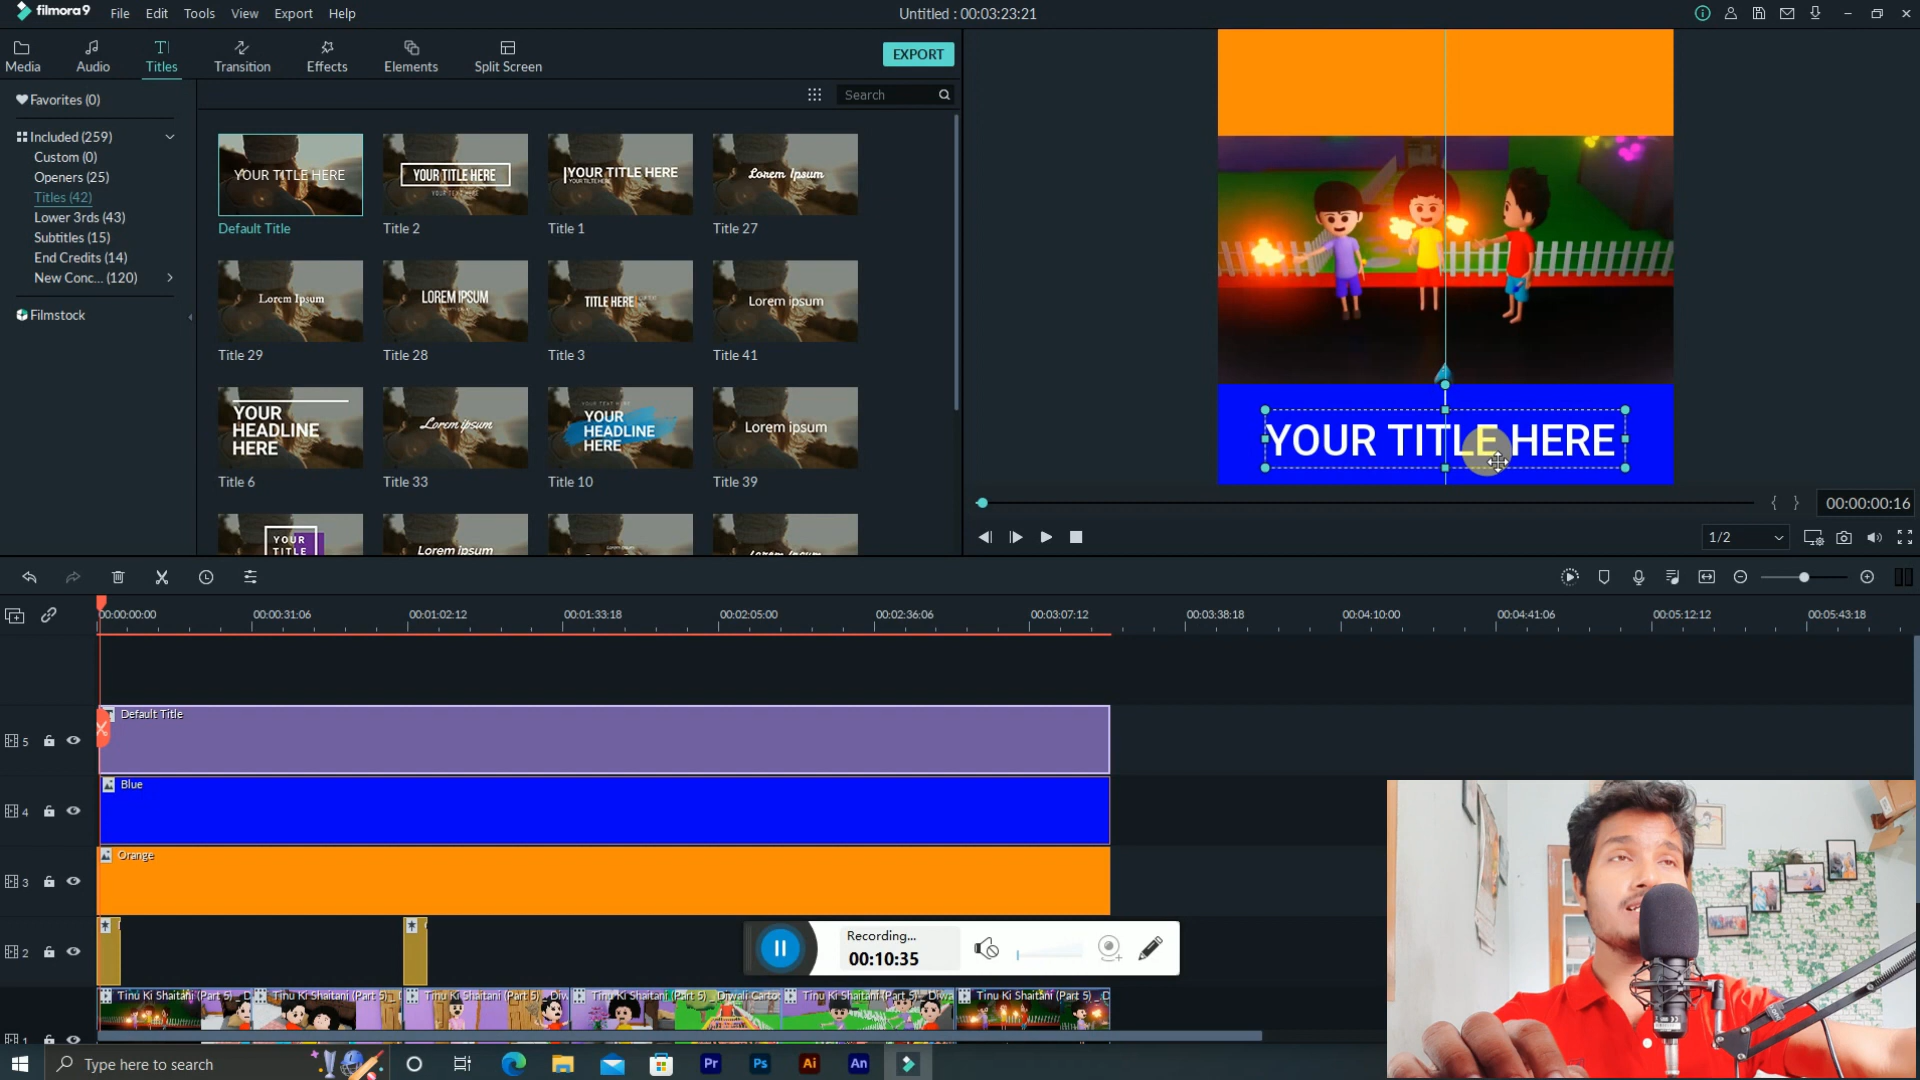 filmora9
File Edit Tools View Export Help
Untitled : 00:03:23:21
Media Audio Titles Transition Effects Elements Split Screen
EXPORT
Favorites (0)
Search
Included (259)
Custom (0)
Openers (25)
Titles (42)
Lower 3rds (43)
Subtitles (15)
End Credits (14)
New Conc... (120)
Filmstock
YOUR TITLE HERE
YOUR TITLE HERE
YOUR TITLE HERE
Lorem Ipsum
Default Title
Title 2
Title 1
Title 27
Lorem Ipsum
LOREM IPSUM
TITLE HERE
Lorem ipsum
Title 29
Title 28
Title 3
Title 41
YOUR
HEADLINE
HERE
Lorem ipsum
YOUR
HEADLINE
HERE
Lorem ipsum
Title 6
Title 33
Title 10
Title 39
YOUR
TITLE
Lorem ipsum
YOUR TITLE HERE
00:00:00:16
1/2
00:00:00:00
00:00:31:06
00:01:02:12
00:01:33:18
00:02:05:00
00:02:36:06
00:03:07:12
00:03:38:18
00:04:10:00
00:04:41:06
00:05:12:12
00:05:43:18
5
Default Title
4
Blue
3
Orange
2
Recording...
00:10:35
1
Tinu Ki Shaitani (Part 5) _ D
Tinu Ki Shaitani (Part 5) _
Tinu Ki Shaitani (Part 5) _ Diw
Tinu Ki Shaitani (Part 5) _ Diwali Carto
Tinu Ki Shaitani (Part 5) _ Diwa
Tinu Ki Shaitani (Part 5) _ D
Type here to search
Pr
Ps
Ai
An